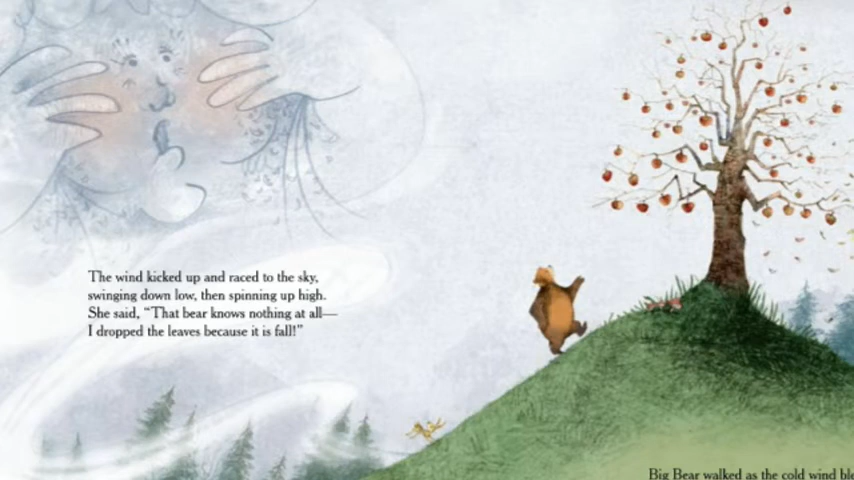 The wind kicked up and raced to the sky,
swinging down low, then spinning up high.
She said, “That bear knows nothing at all—
I dropped the leaves because it is fall!”
Big Bear walked as the cold wind